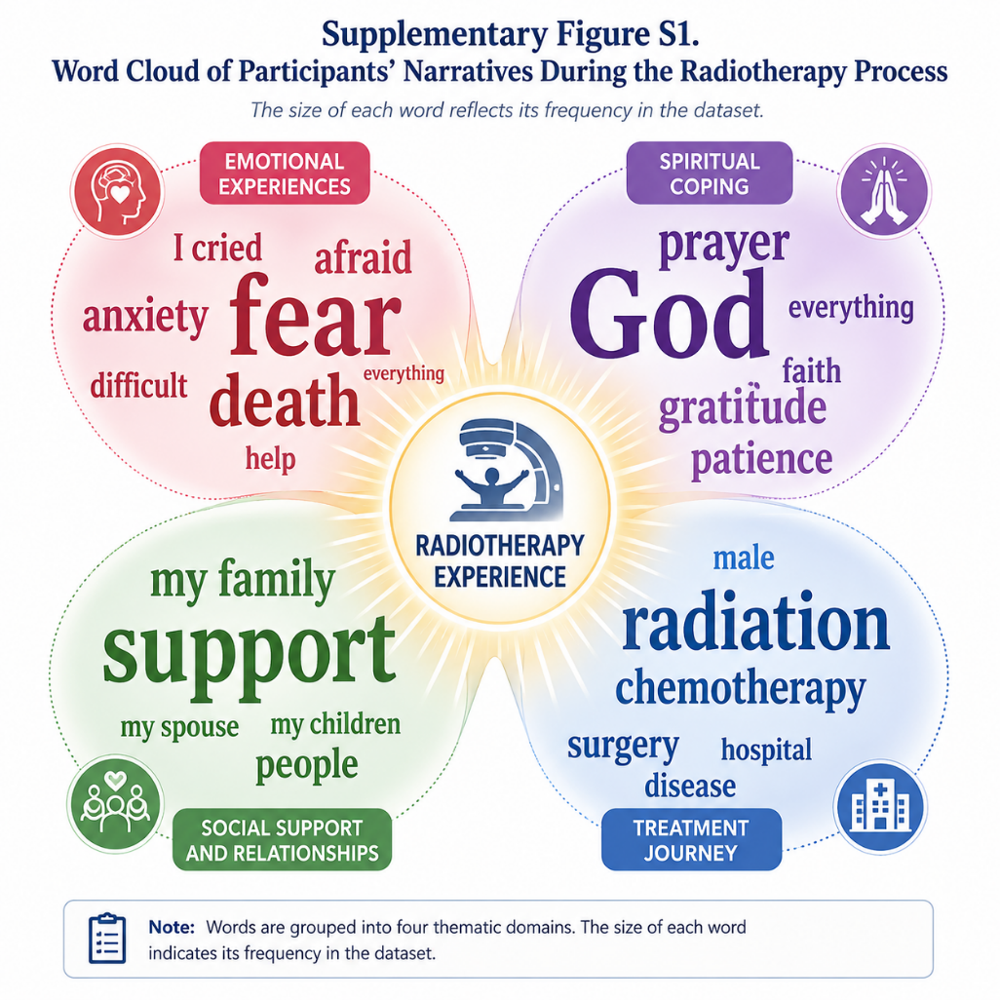 Supplementary Figure S1.
Word Cloud of Participants’ Narratives During the Radiotherapy Process
The size of each word reflects its frequency in the dataset.
EMOTIONAL
EXPERIENCES
I cried
afraid
anxiety
fear
difficult
everything
death
help
SPIRITUAL
COPING
prayer
God
everything
faith
gratitude
patience
RADIOTHERAPY
EXPERIENCE
my family
support
my spouse
my children
people
SOCIAL SUPPORT
AND RELATIONSHIPS
male
radiation
chemotherapy
surgery
hospital
disease
TREATMENT
JOURNEY
Note: Words are grouped into four thematic domains. The size of each word
indicates its frequency in the dataset.